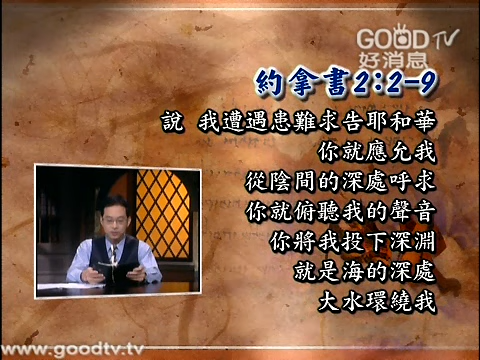 GOOD TV
好消息
約拿書2:2-9
說 我遭遇患難求告耶和華
你就應允我
從陰間的深處呼求
你就俯聽我的聲音
你將我投下深淵
就是海的深處
大水環繞我
www.goodtv.tv